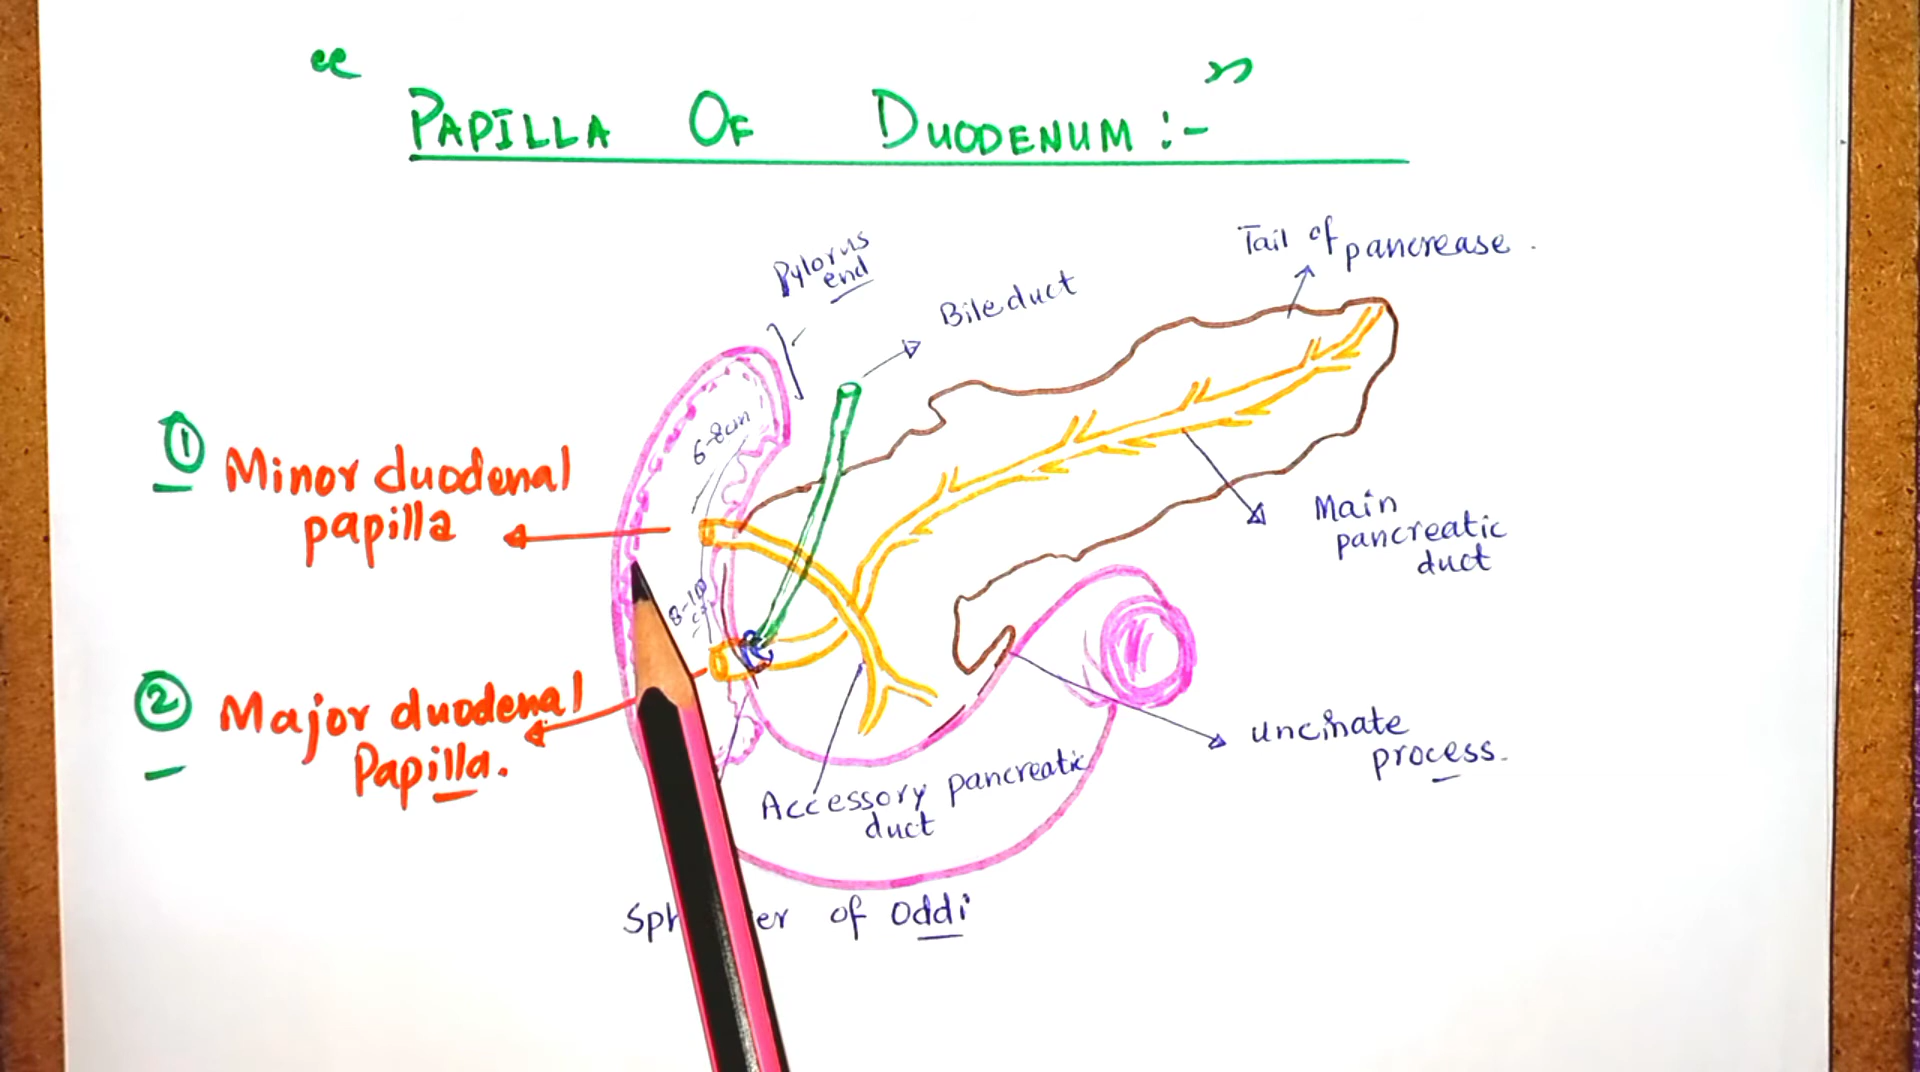 “ PAPILLA OF DUODENUM :- ”
Pylorus
end
Bile duct
Tail of pancrease .
6-8cm
① Minor duodenal
papilla
Main
pancreatic
duct
8-10
② Major duodenal
Papilla.
uncinate
process.
Accessory pancreatic
duct
of Oddi